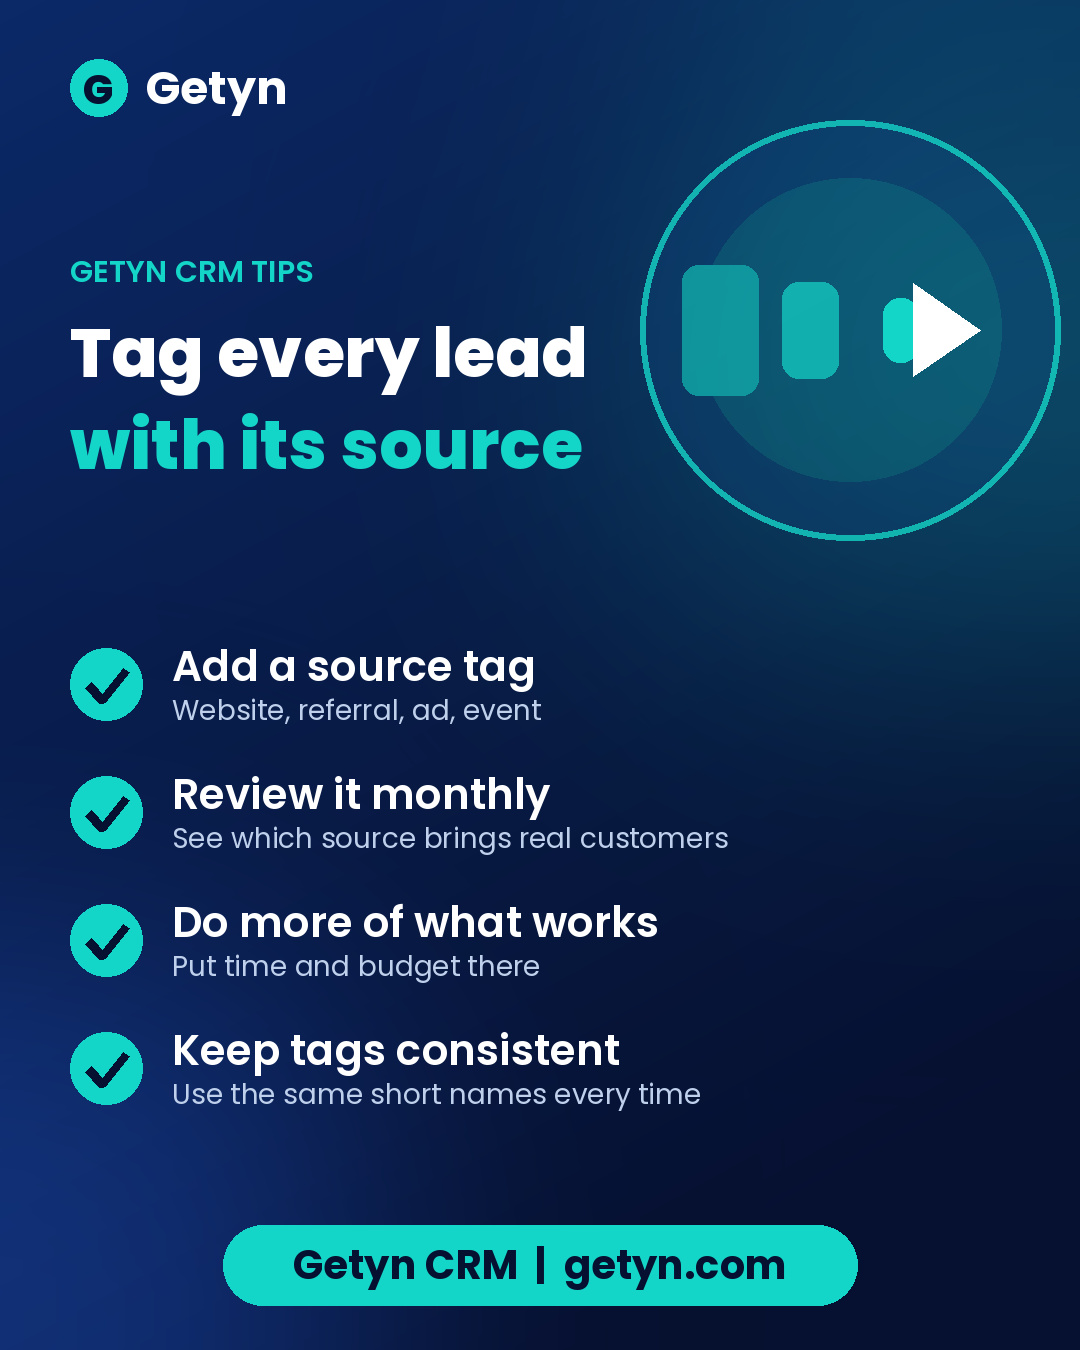 G Getyn
GETYN CRM TIPS
Tag every lead
with its source
Add a source tag
Website, referral, ad, event
Review it monthly
See which source brings real customers
Do more of what works
Put time and budget there
Keep tags consistent
Use the same short names every time
Getyn CRM | getyn.com